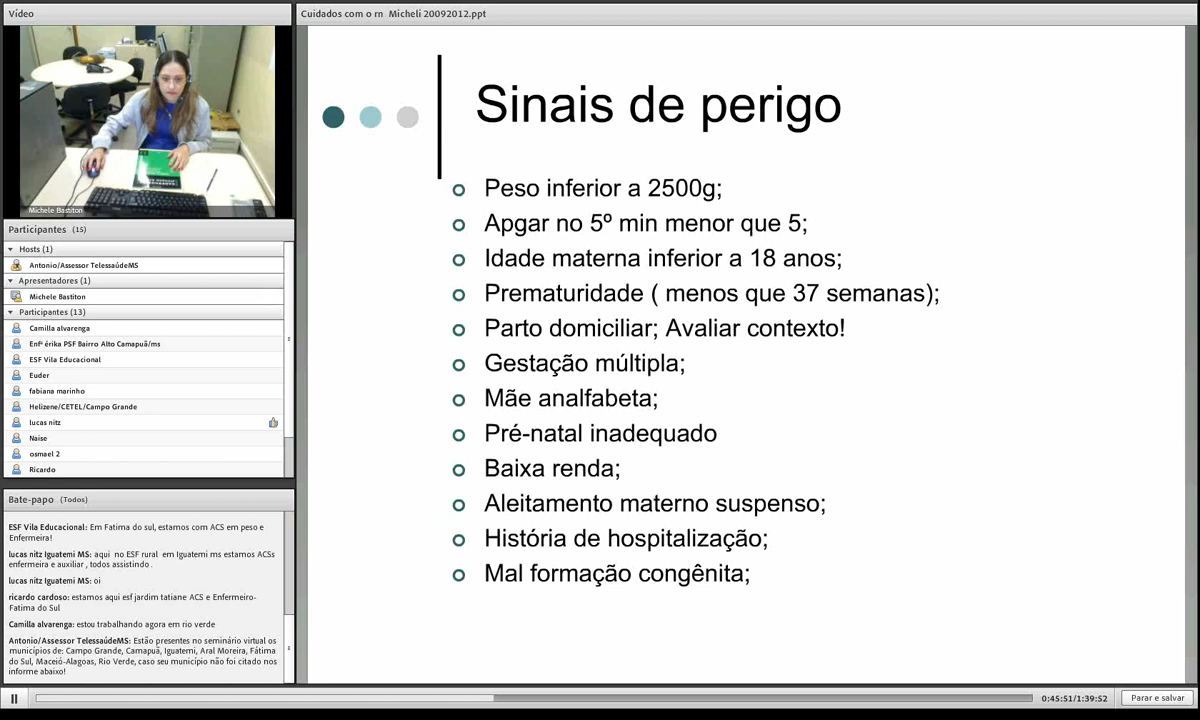 Vídeo
Michele Bastiton
Participantes (15)
Hosts (1)
Antonio/Assessor TelessaúdeMS
Apresentadores (1)
Michele Bastiton
Participantes (13)
Camilla alvarenga
Enfª érika PSF Bairro Alto Camapuã/ms
ESF Vila Educacional
Euder
fabiana marinho
Helizene/CETEL/Campo Grande
lucas nitz
Naise
osmael 2
Ricardo
Bate-papo (Todos)
ESF Vila Educacional: Em Fatima do sul, estamos com ACS em peso e
Enfermeira!
lucas nitz Iguatemi MS: aqui no ESF rural em Iguatemi ms estamos ACSs
enfermeira e auxiliar , todos assistindo .
lucas nitz Iguatemi MS: oi
ricardo cardoso: estamos aqui esf jardim tatiane ACS e Enfermeiro-
Fatima do Sul
Camilla alvarenga: estou trabalhando agora em rio verde
Antonio/Assessor TelessaúdeMS: Estão presentes no seminário virtual os
municípios de: Campo Grande, Camapuã, Iguatemi, Aral Moreira, Fátima
do Sul, Maceió-Alagoas, Rio Verde, caso seu município não foi citado nos
informe abaixo!
Cuidados com o rn Micheli 20092012.ppt
Sinais de perigo
Peso inferior a 2500g;
Apgar no 5º min menor que 5;
Idade materna inferior a 18 anos;
Prematuridade ( menos que 37 semanas);
Parto domiciliar; Avaliar contexto!
Gestação múltipla;
Mãe analfabeta;
Pré-natal inadequado
Baixa renda;
Aleitamento materno suspenso;
História de hospitalização;
Mal formação congênita;
0:45:51/1:39:52
Parar e salvar